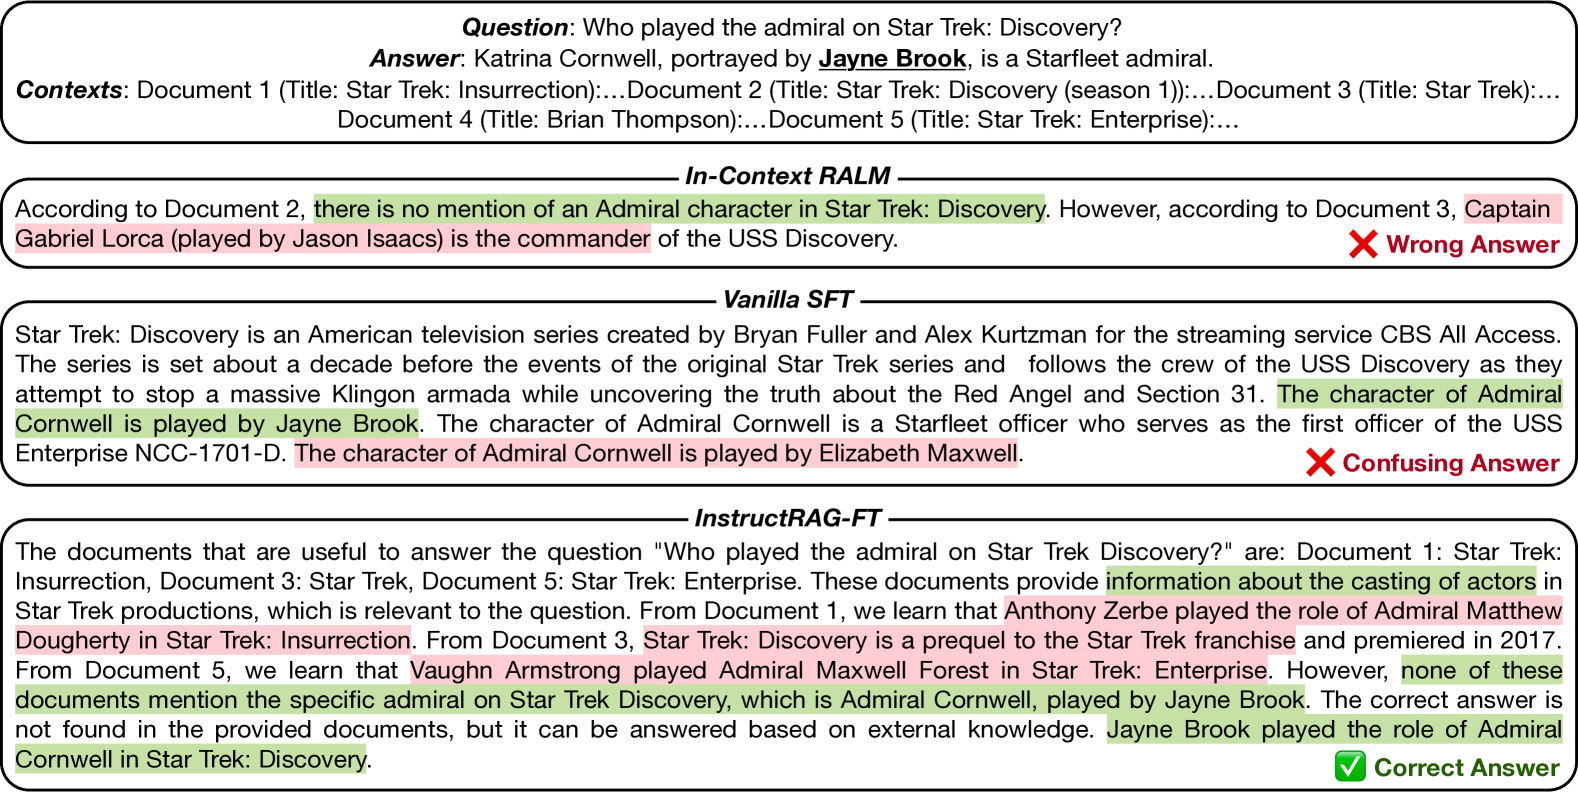 Question: Who played the admiral on Star Trek: Discovery?
Answer: Katrina Cornwell, portrayed by Jayne Brook, is a Starfleet admiral.
Contexts: Document 1 (Title: Star Trek: Insurrection):...Document 2 (Title: Star Trek: Discovery (season 1)):...Document 3 (Title: Star Trek):...
Document 4 (Title: Brian Thompson):...Document 5 (Title: Star Trek: Enterprise):...
In-Context RALM
According to Document 2, there is no mention of an Admiral character in Star Trek: Discovery. However, according to Document 3, Captain
Gabriel Lorca (played by Jason Isaacs) is the commander of the USS Discovery.
❌ Wrong Answer
Vanilla SFT
Star Trek: Discovery is an American television series created by Bryan Fuller and Alex Kurtzman for the streaming service CBS All Access.
The series is set about a decade before the events of the original Star Trek series and follows the crew of the USS Discovery as they
attempt to stop a massive Klingon armada while uncovering the truth about the Red Angel and Section 31. The character of Admiral
Cornwell is played by Jayne Brook. The character of Admiral Cornwell is a Starfleet officer who serves as the first officer of the USS
Enterprise NCC-1701-D. The character of Admiral Cornwell is played by Elizabeth Maxwell.
❌ Confusing Answer
InstructRAG-FT
The documents that are useful to answer the question "Who played the admiral on Star Trek Discovery?" are: Document 1: Star Trek:
Insurrection, Document 3: Star Trek, Document 5: Star Trek: Enterprise. These documents provide information about the casting of actors in
Star Trek productions, which is relevant to the question. From Document 1, we learn that Anthony Zerbe played the role of Admiral Matthew
Dougherty in Star Trek: Insurrection. From Document 3, Star Trek: Discovery is a prequel to the Star Trek franchise and premiered in 2017.
From Document 5, we learn that Vaughn Armstrong played Admiral Maxwell Forest in Star Trek: Enterprise. However, none of these
documents mention the specific admiral on Star Trek Discovery, which is Admiral Cornwell, played by Jayne Brook. The correct answer is
not found in the provided documents, but it can be answered based on external knowledge. Jayne Brook played the role of Admiral
Cornwell in Star Trek: Discovery.
✅ Correct Answer